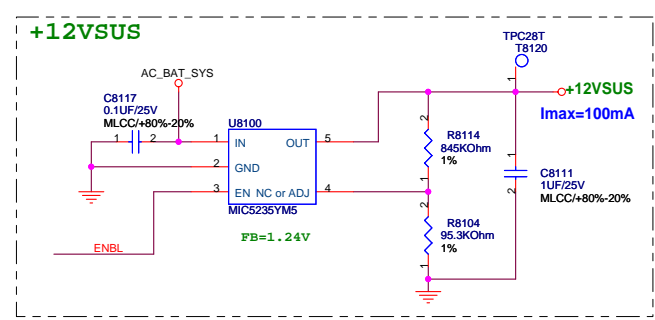 +12VSUS
TPC28T
T8120
AC_BAT_SYS
1
+12VSUS
C8117
0.1UF/25V
MLCC/+80%-20%
Imax=100mA
U8100
2
1 2 1 IN OUT 5
R8114
845KOhm
1%
1
2 GND
1
C8111
1UF/25V
MLCC/+80%-20%
2
3 EN NC or ADJ 4
MIC5235YM5
2
R8104
95.3KOhm
1%
FB=1.24V
ENBL
1